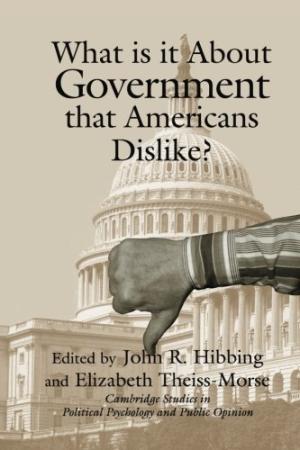 What is it About
Government
that Americans
Dislike?
Edited by John R. Hibbing
and Elizabeth Theiss-Morse
Cambridge Studies in
Political Psychology and Public Opinion